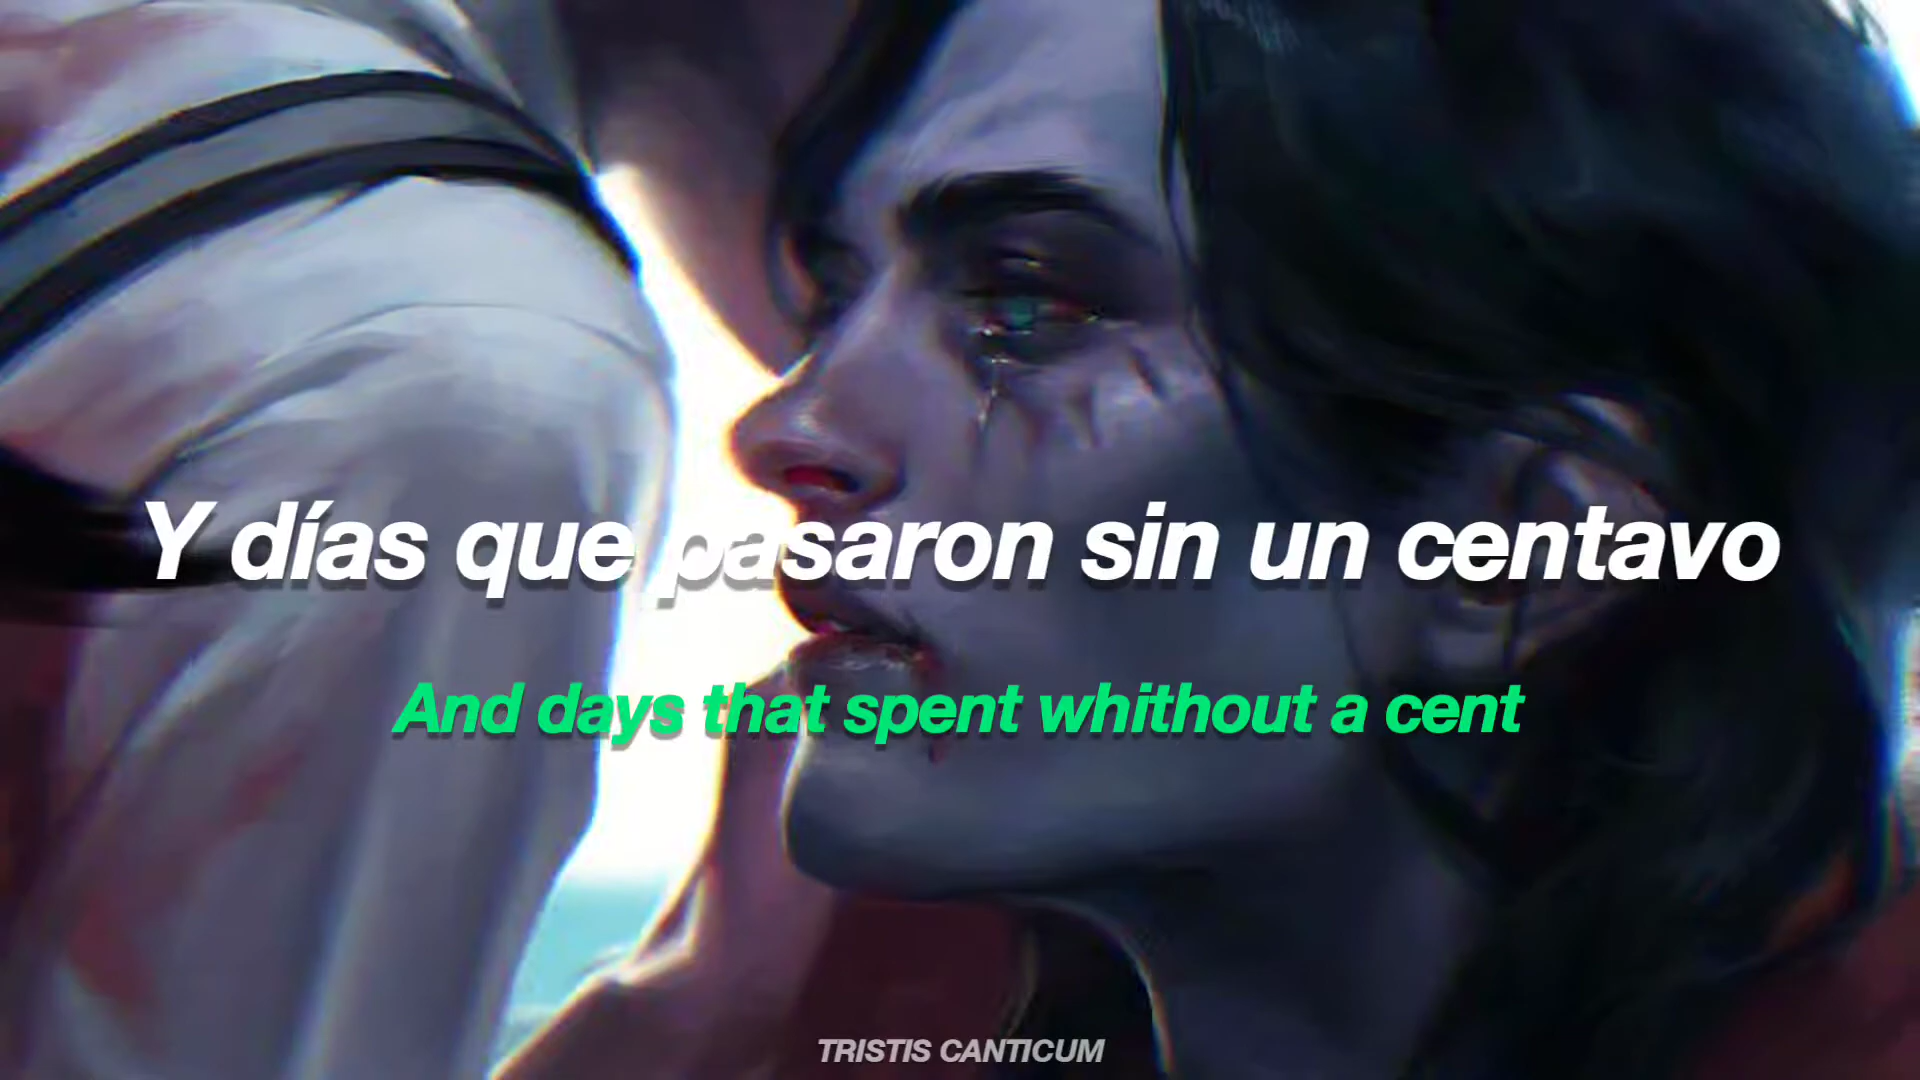 Y días que pasaron sin un centavo
And days that spent whithout a cent
TRISTIS CANTICUM